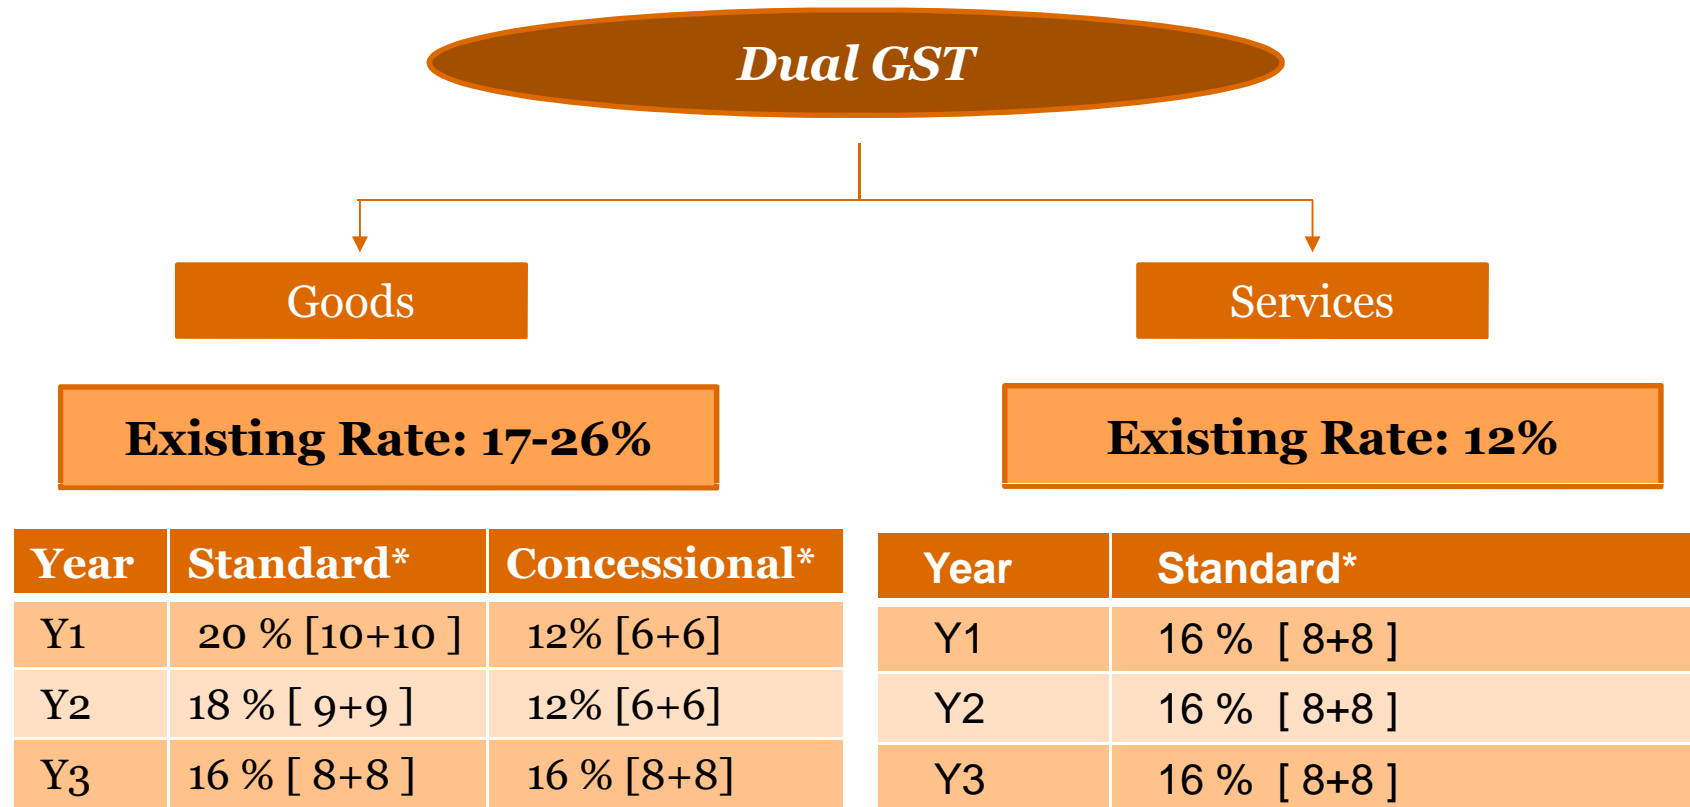 Dual GST
Goods
Services
Existing Rate: 17-26%
Existing Rate: 12%
Year Standard* Concessional*
Y1 20 % [10+10 ] 12% [6+6]
Y2 18 % [ 9+9 ] 12% [6+6]
Y3 16 % [ 8+8 ] 16 % [8+8]
Year Standard*
Y1 16 % [ 8+8 ]
Y2 16 % [ 8+8 ]
Y3 16 % [ 8+8 ]